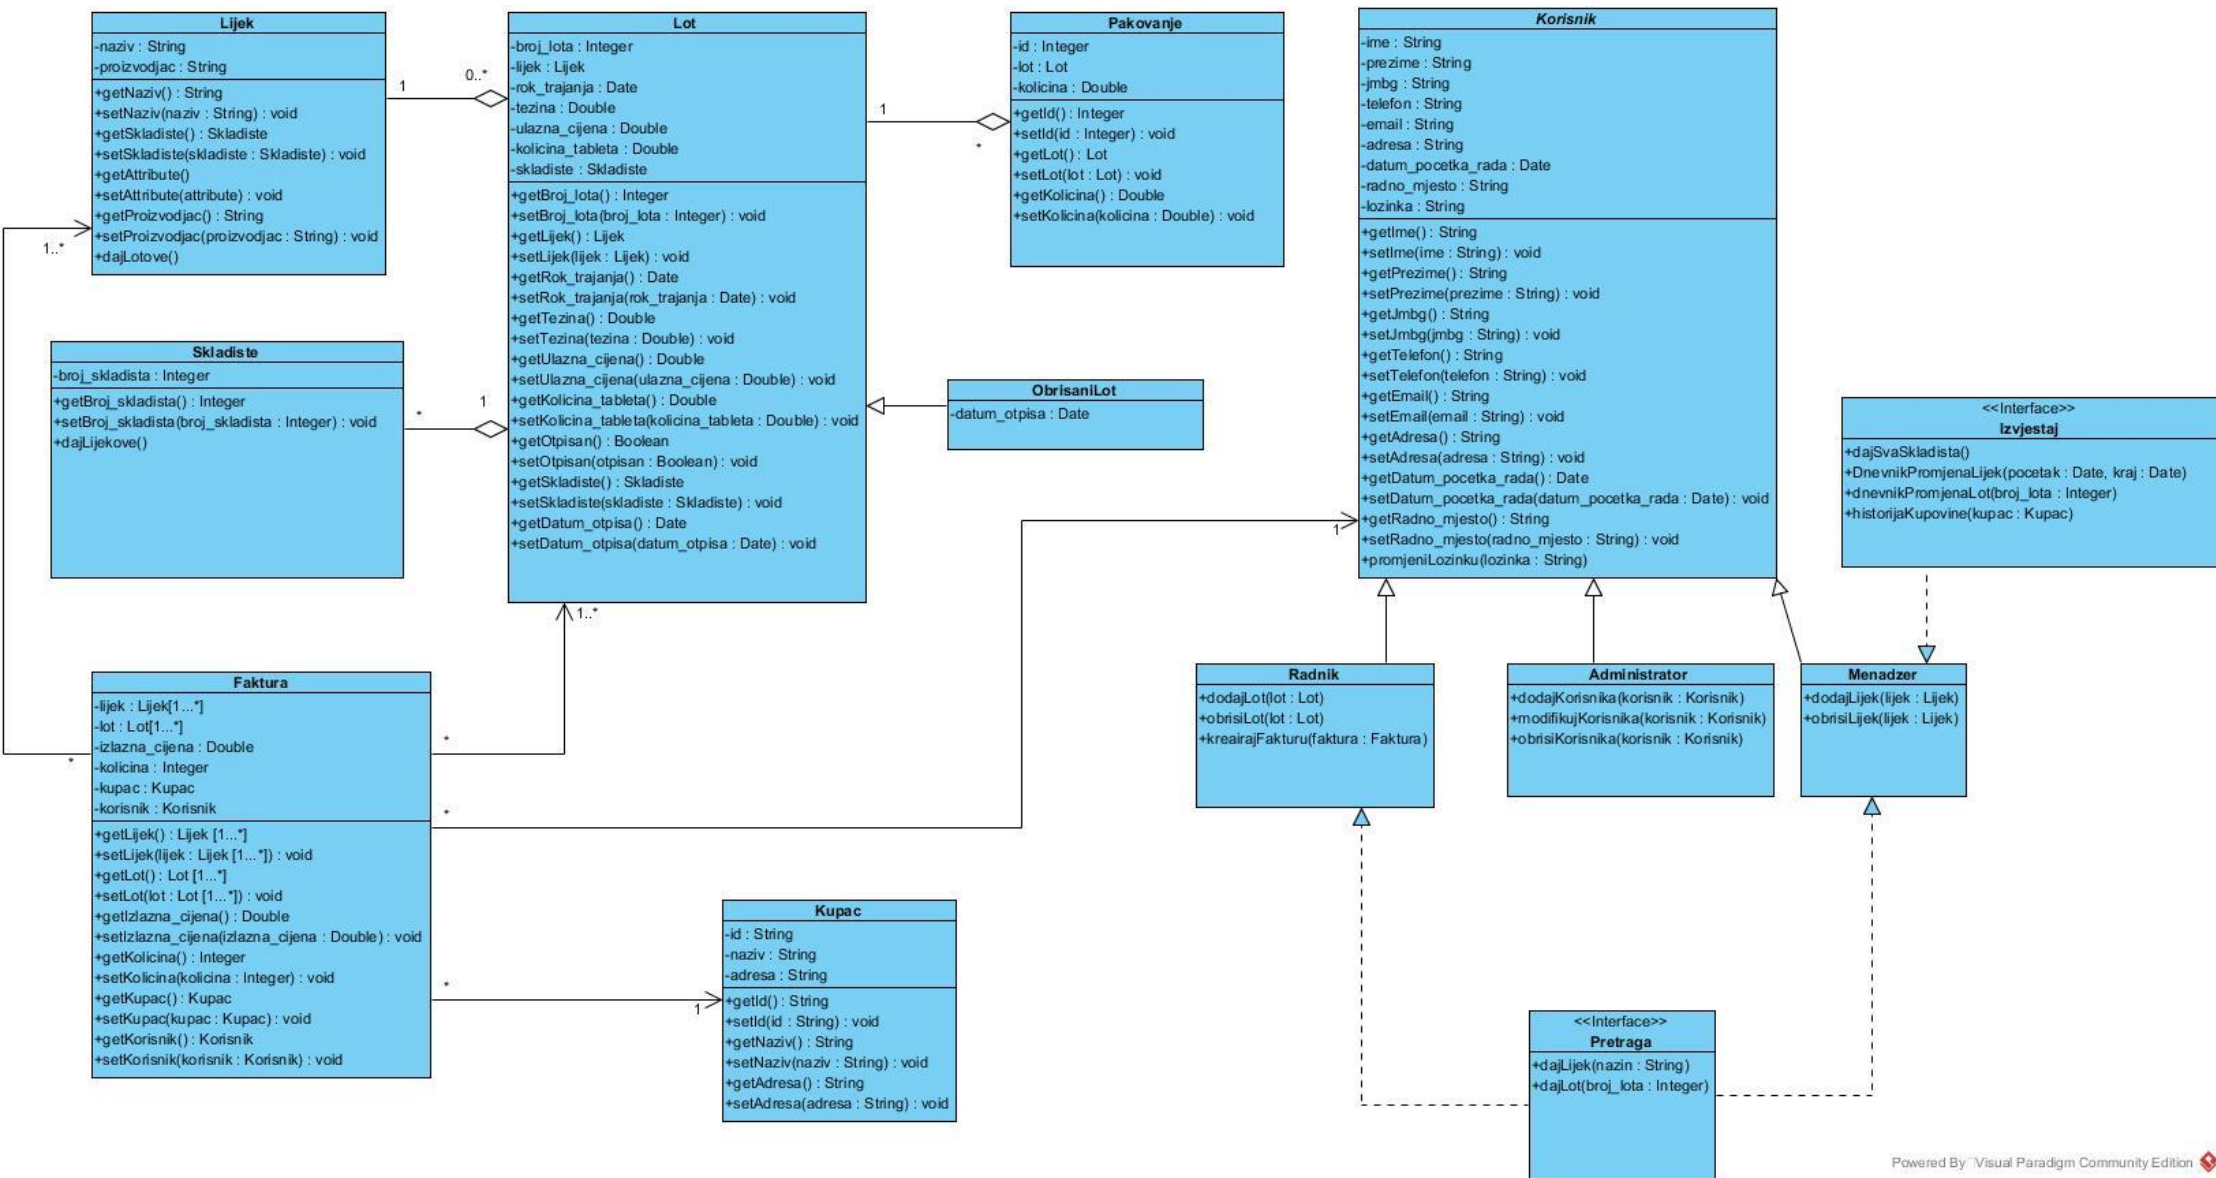 Lijek
-naziv : String
-proizvodjac : String
+getNaziv() : String
+setNaziv(naziv : String) : void
+getSkladiste() : Skladiste
+setSkladiste(skladiste : Skladiste) : void
+getAttribute()
+setAttribute(attribute) : void
+getProizvodjac() : String
+setProizvodjac(proizvodjac : String) : void
+dajLotove()
1
0..*
1..*
Lot
-broj_lota : Integer
-lijek : Lijek
-rok_trajanja : Date
-tezina : Double
-ulazna_cijena : Double
-kolicina_tableta : Double
-skladiste : Skladiste
+getBroj_lota() : Integer
+setBroj_lota(broj_lota : Integer) : void
+getLijek() : Lijek
+setLijek(lijek : Lijek) : void
+getRok_trajanja() : Date
+setRok_trajanja(rok_trajanja : Date) : void
+getTezina() : Double
+setTezina(tezina : Double) : void
+getUlazna_cijena() : Double
+setUlazna_cijena(ulazna_cijena : Double) : void
+getKolicina_tableta() : Double
+setKolicina_tableta(kolicina_tableta : Double) : void
+getOtpisan() : Boolean
+setOtpisan(otpisan : Boolean) : void
+getSkladiste() : Skladiste
+setSkladiste(skladiste : Skladiste) : void
+getDatum_otpisa() : Date
+setDatum_otpisa(datum_otpisa : Date) : void
1
*
Pakovanje
-id : Integer
-lot : Lot
-kolicina : Double
+getId() : Integer
+setId(id : Integer) : void
+getLot() : Lot
+setLot(lot : Lot) : void
+getKolicina() : Double
+setKolicina(kolicina : Double) : void
Korisnik
-ime : String
-prezime : String
-jmbg : String
-telefon : String
-email : String
-adresa : String
-datum_pocetka_rada : Date
-radno_mjesto : String
-lozinka : String
+getIme() : String
+setIme(ime : String) : void
+getPrezime() : String
+setPrezime(prezime : String) : void
+getJmbg() : String
+setJmbg(jmbg : String) : void
+getTelefon() : String
+setTelefon(telefon : String) : void
+getEmail() : String
+setEmail(email : String) : void
+getAdresa() : String
+setAdresa(adresa : String) : void
+getDatum_pocetka_rada() : Date
+setDatum_pocetka_rada(datum_pocetka_rada : Date) : void
+getRadno_mjesto() : String
+setRadno_mjesto(radno_mjesto : String) : void
+promjeniLozinku(lozinka : String)
1
Skladiste
-broj_skladista : Integer
+getBroj_skladista() : Integer
+setBroj_skladista(broj_skladista : Integer) : void
+dajLijekove()
*
1
ObrisaniLot
-datum_otpisa : Date
<<Interface>>
Izvjestaj
+dajSvaSkladista()
+DnevnikPromjenaLijek(pocetak : Date, kraj : Date)
+dnevnikPromjenaLot(broj_lota : Integer)
+historijaKupovine(kupac : Kupac)
1..*
Faktura
-lijek : Lijek[1...*]
-lot : Lot[1...*]
-izlazna_cijena : Double
-kolicina : Integer
-kupac : Kupac
-korisnik : Korisnik
+getLijek() : Lijek [1...*]
+setLijek(lijek : Lijek [1...*]) : void
+getLot() : Lot [1...*]
+setLot(lot : Lot [1...*]) : void
+getIzlazna_cijena() : Double
+setIzlazna_cijena(izlazna_cijena : Double) : void
+getKolicina() : Integer
+setKolicina(kolicina : Integer) : void
+getKupac() : Kupac
+setKupac(kupac : Kupac) : void
+getKorisnik() : Korisnik
+setKorisnik(korisnik : Korisnik) : void
*
*
*
*
1
Kupac
-id : String
-naziv : String
-adresa : String
+getId() : String
+setId(id : String) : void
+getNaziv() : String
+setNaziv(naziv : String) : void
+getAdresa() : String
+setAdresa(adresa : String) : void
Radnik
+dodajLot(lot : Lot)
+obrisiLot(lot : Lot)
+kreairajFakturu(faktura : Faktura)
Administrator
+dodajKorisnika(korisnik : Korisnik)
+modifikujKorisnika(korisnik : Korisnik)
+obrisiKorisnika(korisnik : Korisnik)
Menadzer
+dodajLijek(lijek : Lijek)
+obrisiLijek(lijek : Lijek)
<<Interface>>
Pretraga
+dajLijek(nazin : String)
+dajLot(broj_lota : Integer)
Powered By Visual Paradigm Community Edition